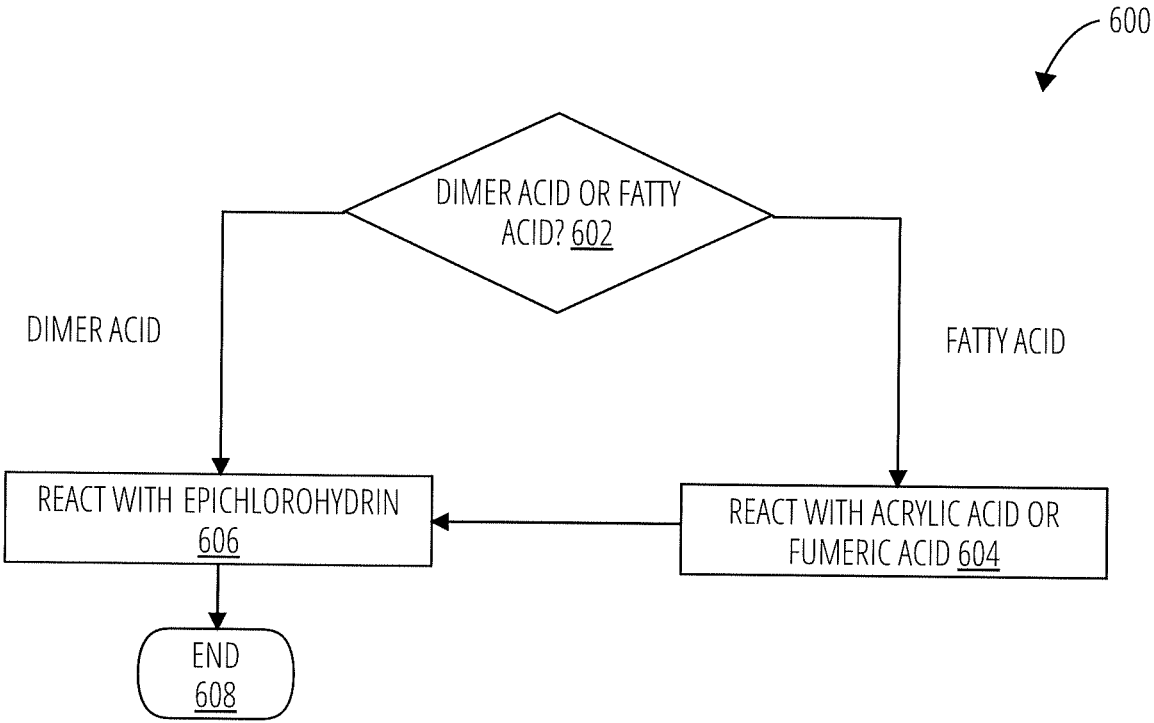 600
DIMER ACID OR FATTY
ACID? 602
DIMER ACID
FATTY ACID
REACT WITH EPICHLOROHYDRIN
606
REACT WITH ACRYLIC ACID OR
FUMERIC ACID 604
END
608